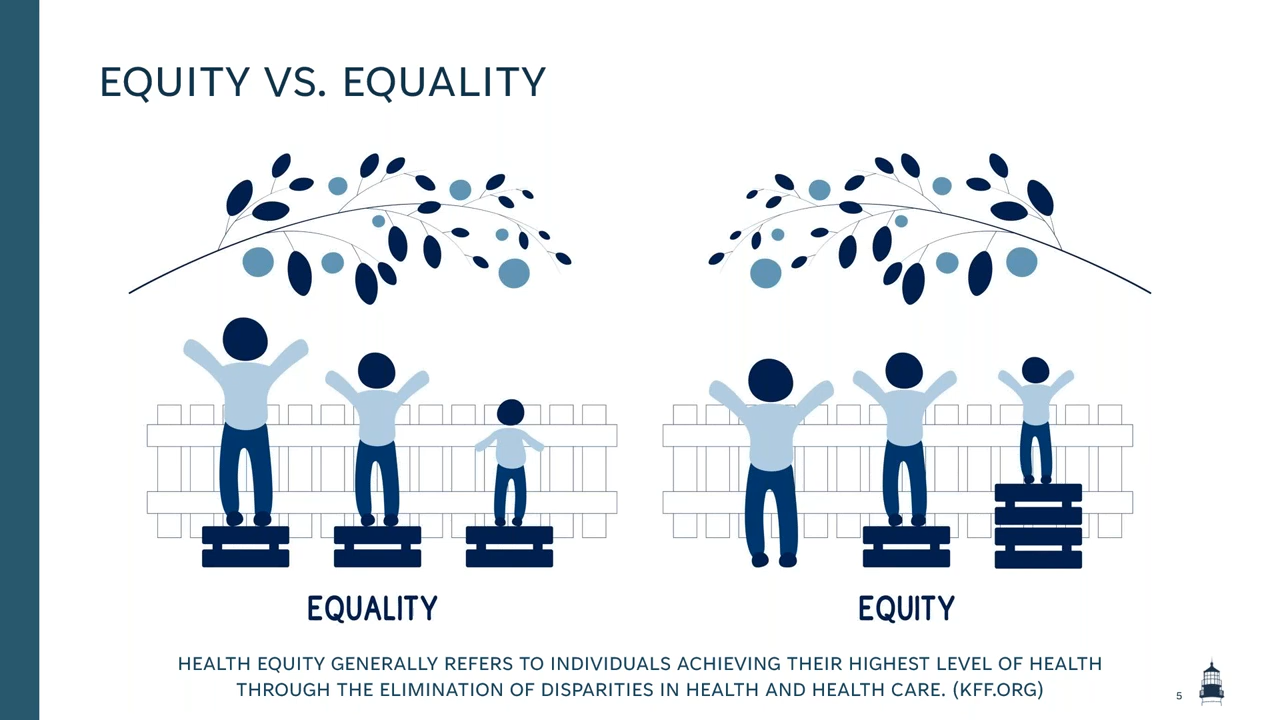 EQUITY VS. EQUALITY
EQUALITY
EQUITY
HEALTH EQUITY GENERALLY REFERS TO INDIVIDUALS ACHIEVING THEIR HIGHEST LEVEL OF HEALTH
THROUGH THE ELIMINATION OF DISPARITIES IN HEALTH AND HEALTH CARE. (KFF.ORG)
5